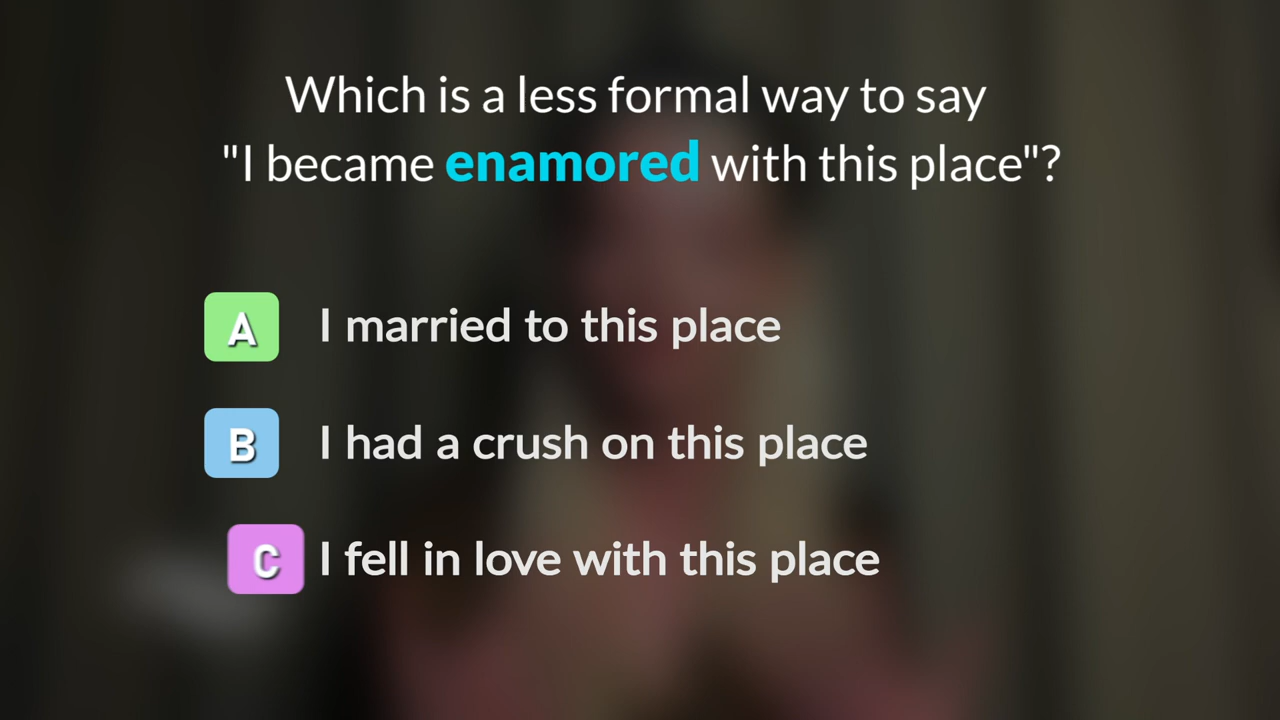 Which is a less formal way to say
"I became enamored with this place"?
A I married to this place
B I had a crush on this place
C I fell in love with this place